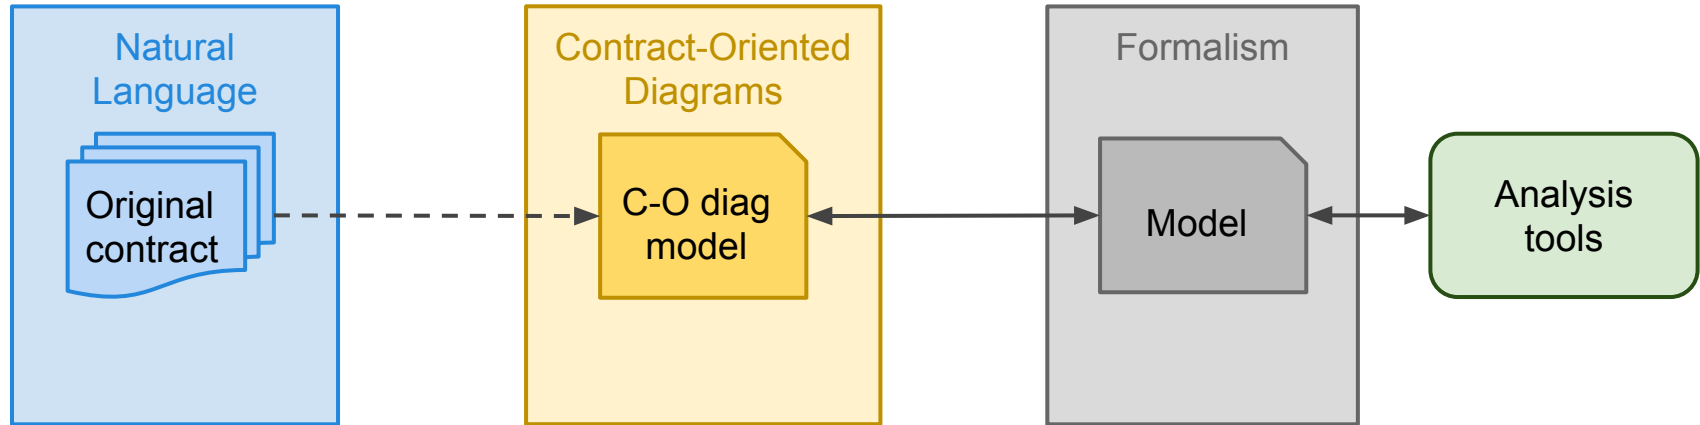 Natural
Language
Original
contract
Contract-Oriented
Diagrams
C-O diag
model
Formalism
Model
Analysis
tools